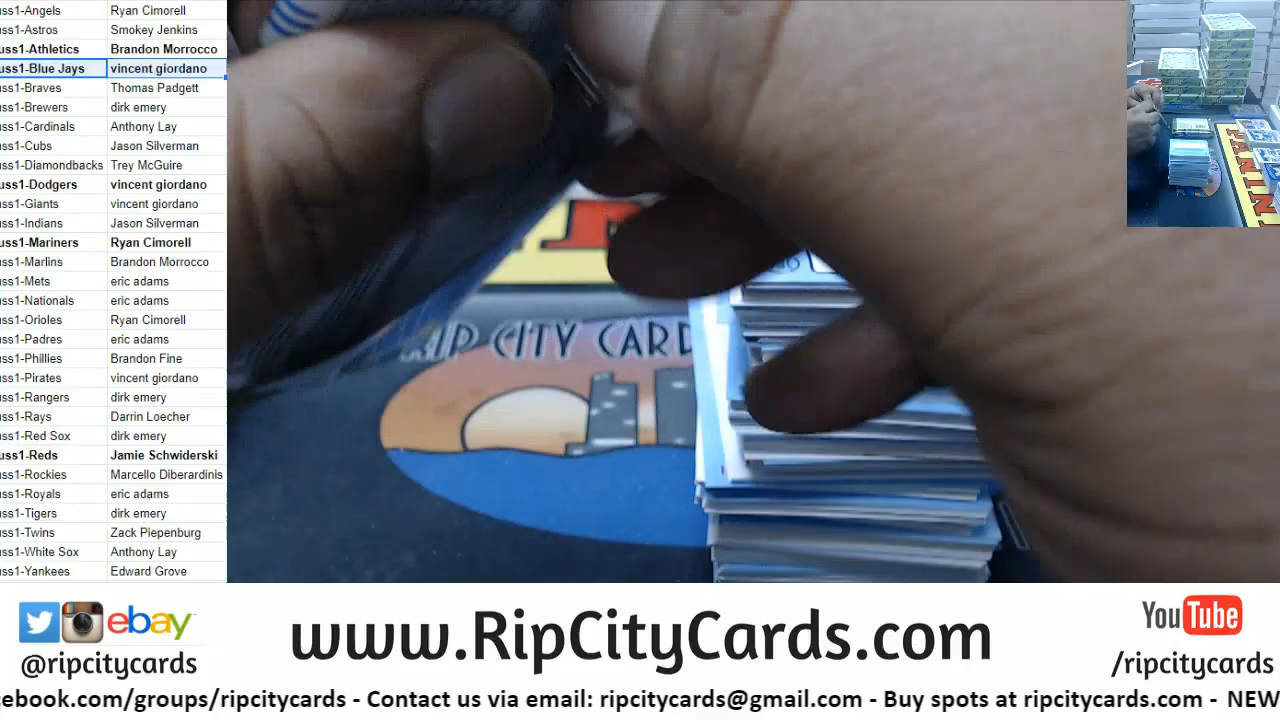 uss1-Angels Ryan Cimorell
uss1-Astros Smokey Jenkins
uss1-Athletics Brandon Morrocco
uss1-Blue Jays vincent giordano
uss1-Braves Thomas Padgett
uss1-Brewers dirk emery
uss1-Cardinals Anthony Lay
uss1-Cubs Jason Silverman
uss1-Diamondbacks Trey McGuire
uss1-Dodgers vincent giordano
uss1-Giants vincent giordano
uss1-Indians Jason Silverman
uss1-Mariners Ryan Cimorell
uss1-Marlins Brandon Morrocco
uss1-Mets eric adams
uss1-Nationals eric adams
uss1-Orioles Ryan Cimorell
uss1-Padres eric adams
uss1-Phillies Brandon Fine
uss1-Pirates vincent giordano
uss1-Rangers dirk emery
uss1-Rays Darrin Loecher
uss1-Red Sox dirk emery
uss1-Reds Jamie Schwiderski
uss1-Rockies Marcello Diberardinis
uss1-Royals eric adams
uss1-Tigers dirk emery
uss1-Twins Zack Piepenburg
uss1-White Sox Anthony Lay
uss1-Yankees Edward Grove
PANINI
RIP CITY CARD
ebay
@ripcitycards
www.RipCityCards.com
YouTube
/ripcitycards
cebook.com/groups/ripcitycards - Contact us via email: ripcitycards@gmail.com - Buy spots at ripcitycards.com - NEW